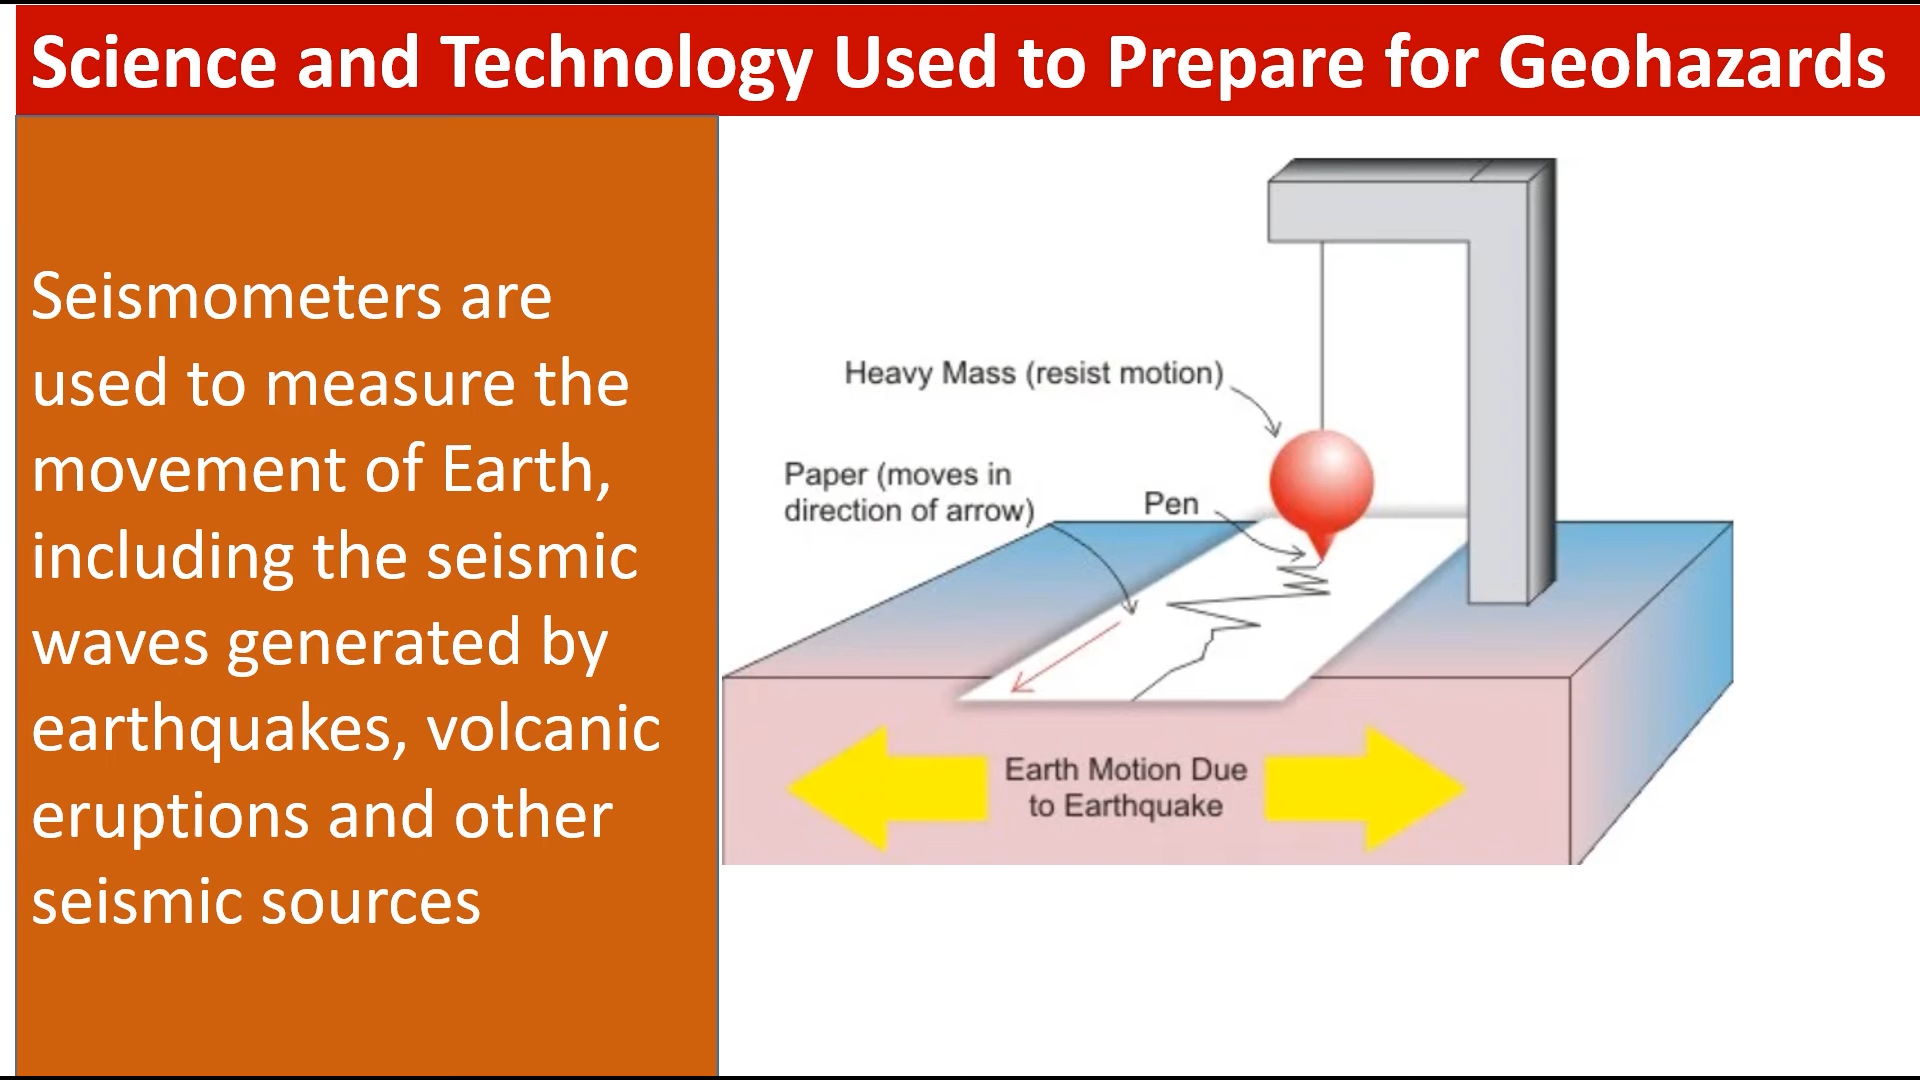 Science and Technology Used to Prepare for Geohazards
Seismometers are
used to measure the
movement of Earth,
including the seismic
waves generated by
earthquakes, volcanic
eruptions and other
seismic sources
Heavy Mass (resist motion)
Paper (moves in
direction of arrow)
Pen
Earth Motion Due
to Earthquake